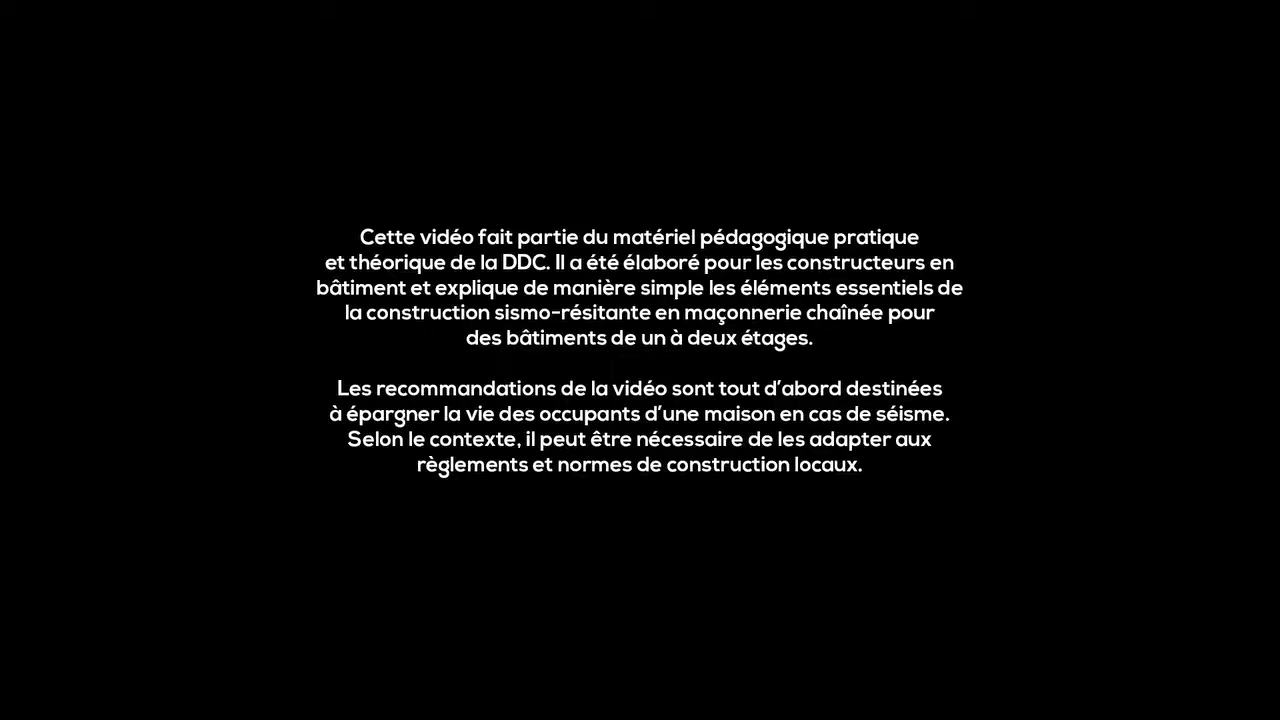 Cette vidéo fait partie du matériel pédagogique pratique
et théorique de la DDC. Il a été élaboré pour les constructeurs en
bâtiment et explique de manière simple les éléments essentiels de
la construction sismo-résitante en maçonnerie chaînée pour
des bâtiments de un à deux étages.
Les recommandations de la vidéo sont tout d'abord destinées
à épargner la vie des occupants d'une maison en cas de séisme.
Selon le contexte, il peut être nécessaire de les adapter aux
règlements et normes de construction locaux.